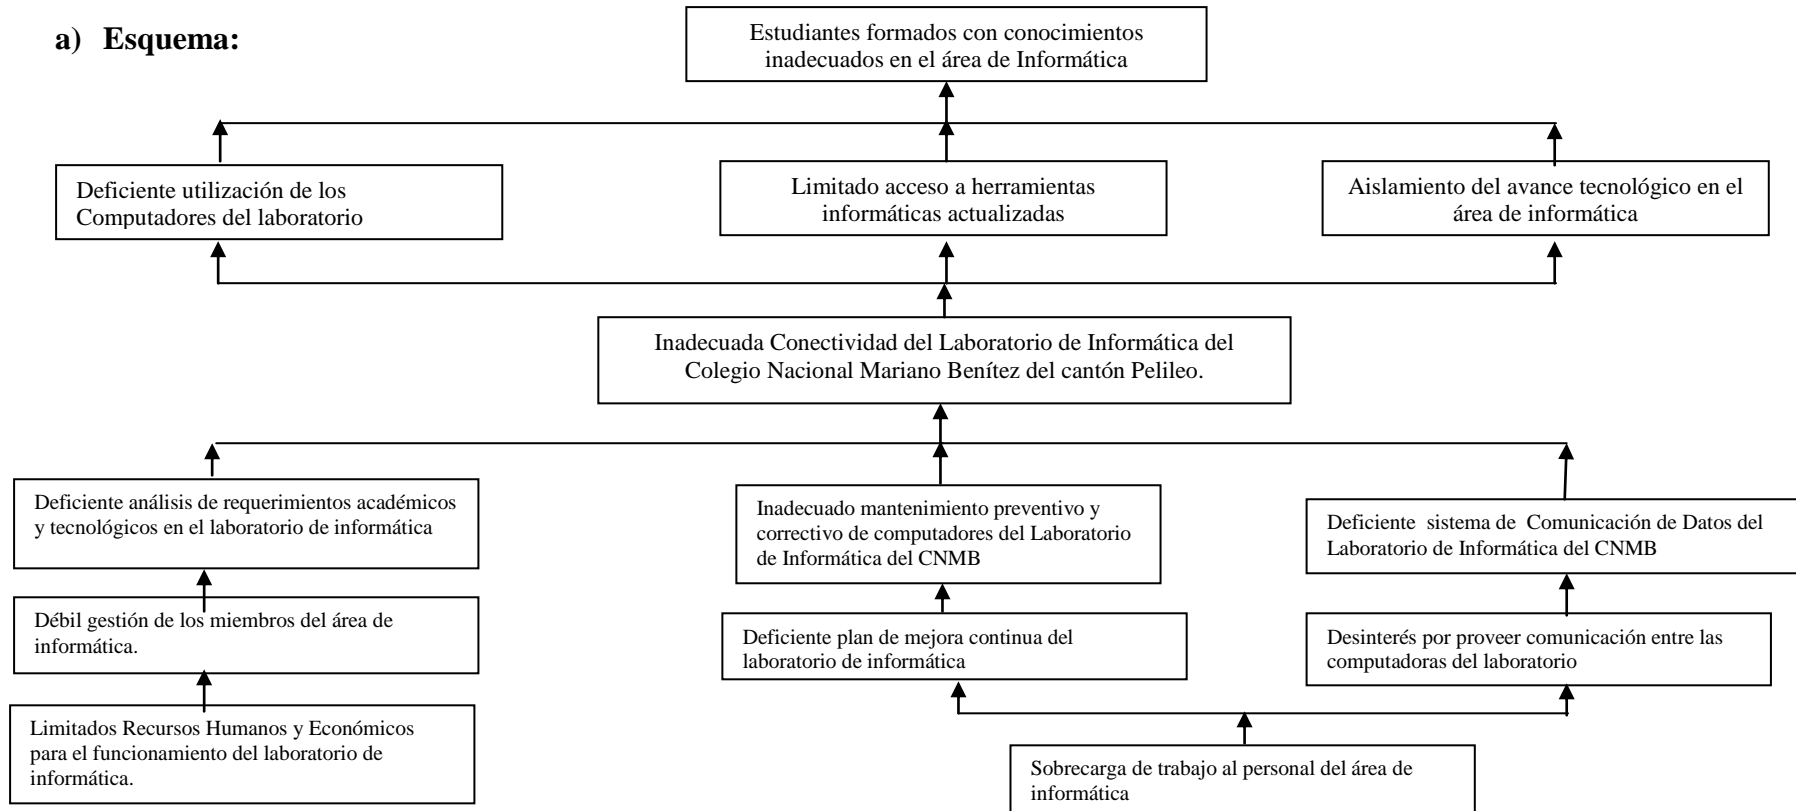 a) Esquema:
Estudiantes formados con conocimientos
inadecuados en el área de Informática
Deficiente utilización de los
Computadores del laboratorio
Limitado acceso a herramientas
informáticas actualizadas
Aislamiento del avance tecnológico en el
área de informática
Inadecuada Conectividad del Laboratorio de Informática del
Colegio Nacional Mariano Benítez del cantón Pelileo.
Deficiente análisis de requerimientos académicos
y tecnológicos en el laboratorio de informática
Inadecuado mantenimiento preventivo y
correctivo de computadores del Laboratorio
de Informática del CNMB
Deficiente sistema de Comunicación de Datos del
Laboratorio de Informática del CNMB
Débil gestión de los miembros del área de
informática.
Deficiente plan de mejora continua del
laboratorio de informática
Desinterés por proveer comunicación entre las
computadoras del laboratorio
Limitados Recursos Humanos y Económicos
para el funcionamiento del laboratorio de
informática.
Sobrecarga de trabajo al personal del área de
informática